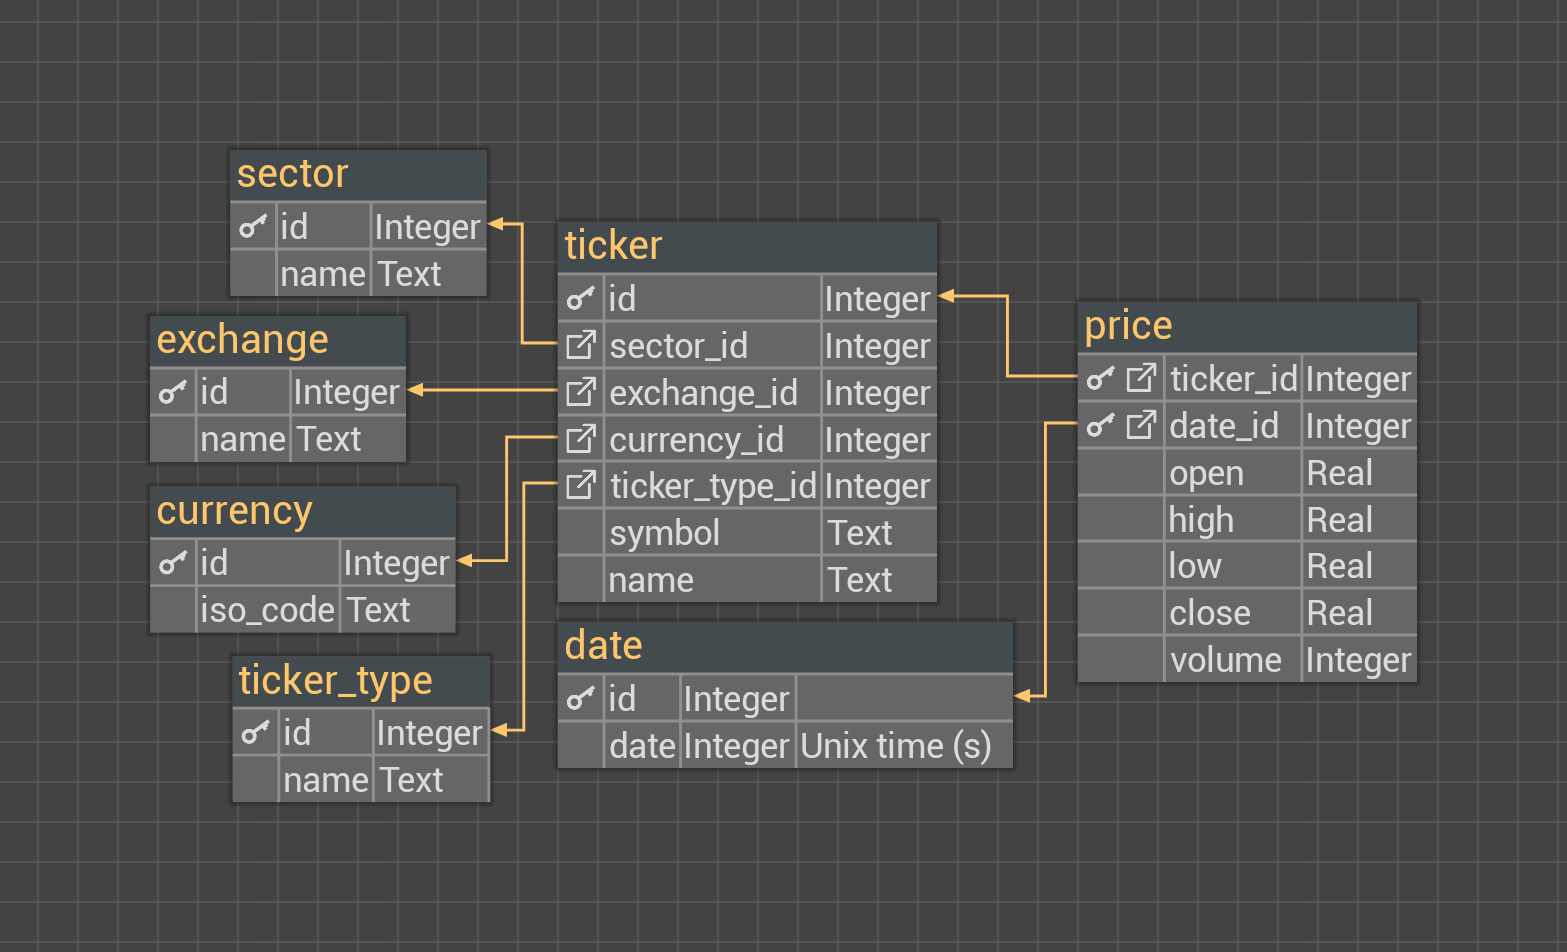 sector
id Integer
name Text
exchange
id Integer
name Text
currency
id Integer
iso_code Text
ticker_type
id Integer
name Text
ticker
id Integer
sector_id Integer
exchange_id Integer
currency_id Integer
ticker_type_id Integer
symbol Text
name Text
date
id Integer
date Integer Unix time (s)
price
ticker_id Integer
date_id Integer
open Real
high Real
low Real
close Real
volume Integer